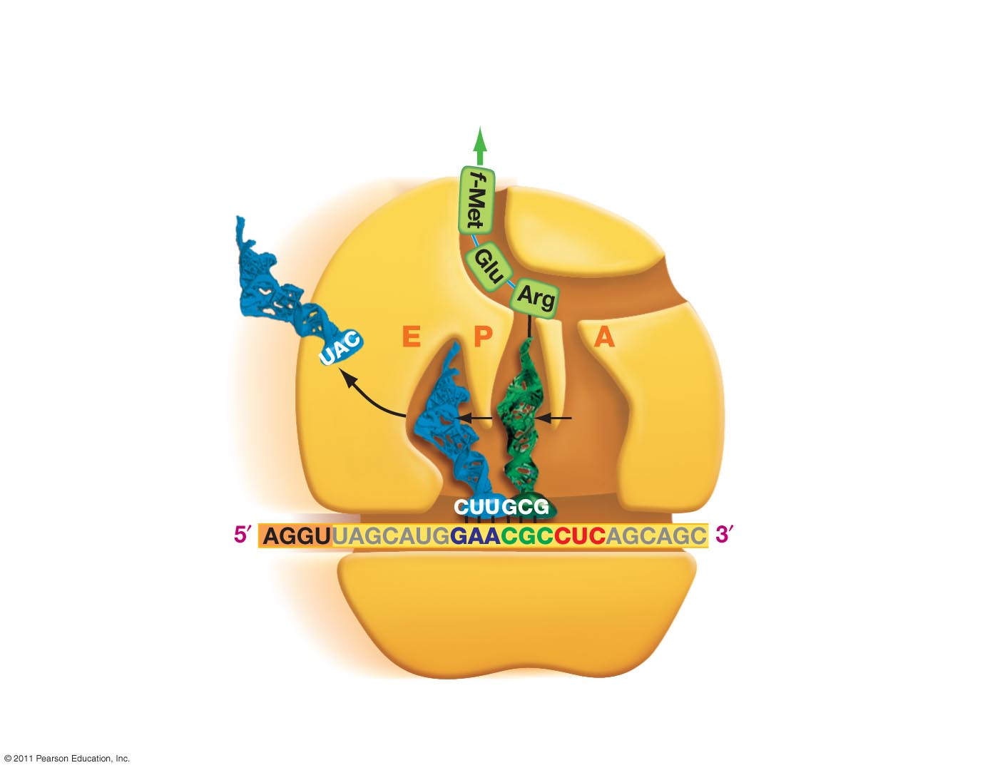 f-Met
Glu
Arg
E P A
UAC
CUUGCG
5′ AGGUUAGCAUGGAACGCCUCAGCAGC 3′
© 2011 Pearson Education, Inc.